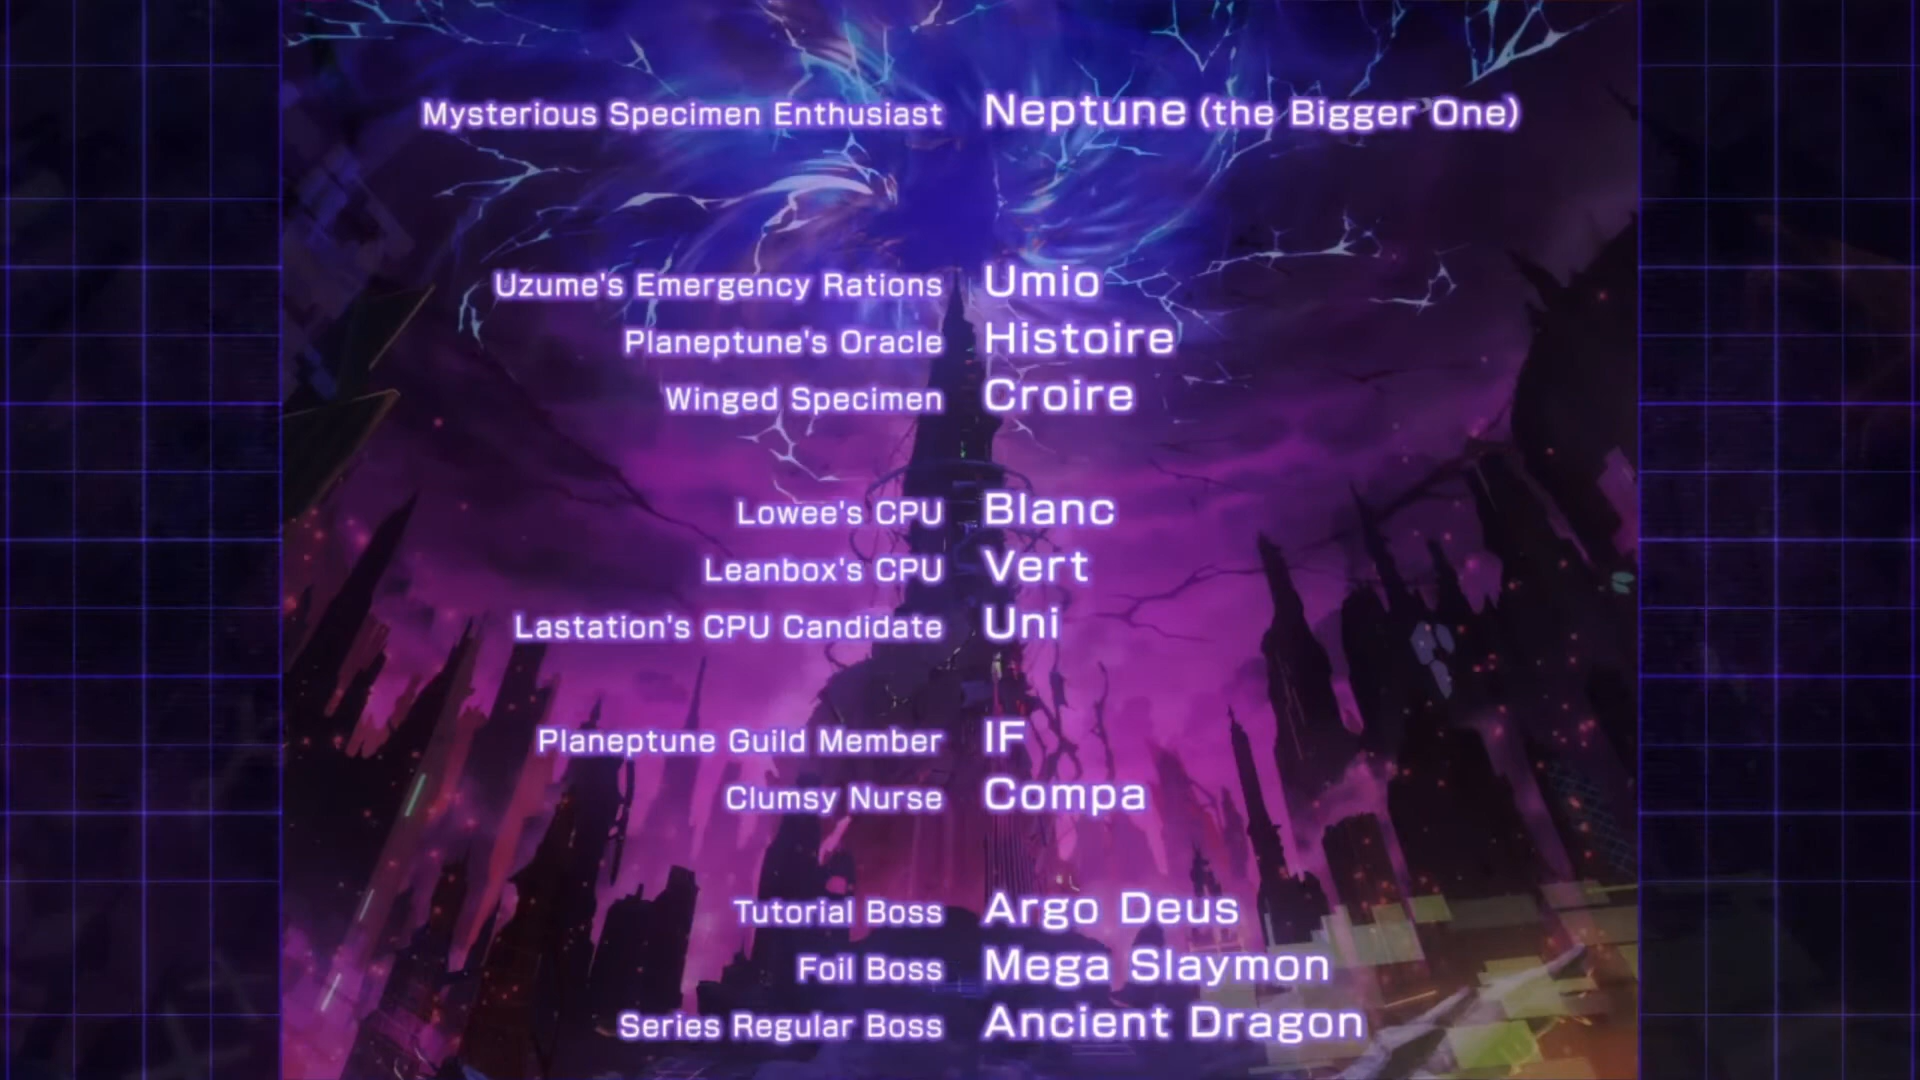 Mysterious Specimen Enthusiast Neptune (the Bigger One)
Uzume's Emergency Rations Umio
Planeptune's Oracle Histoire
Winged Specimen Croire
Lowee's CPU Blanc
Leanbox's CPU Vert
Lastation's CPU Candidate Uni
Planeptune Guild Member IF
Clumsy Nurse Compa
Tutorial Boss Argo Deus
Foil Boss Mega Slaymon
Series Regular Boss Ancient Dragon